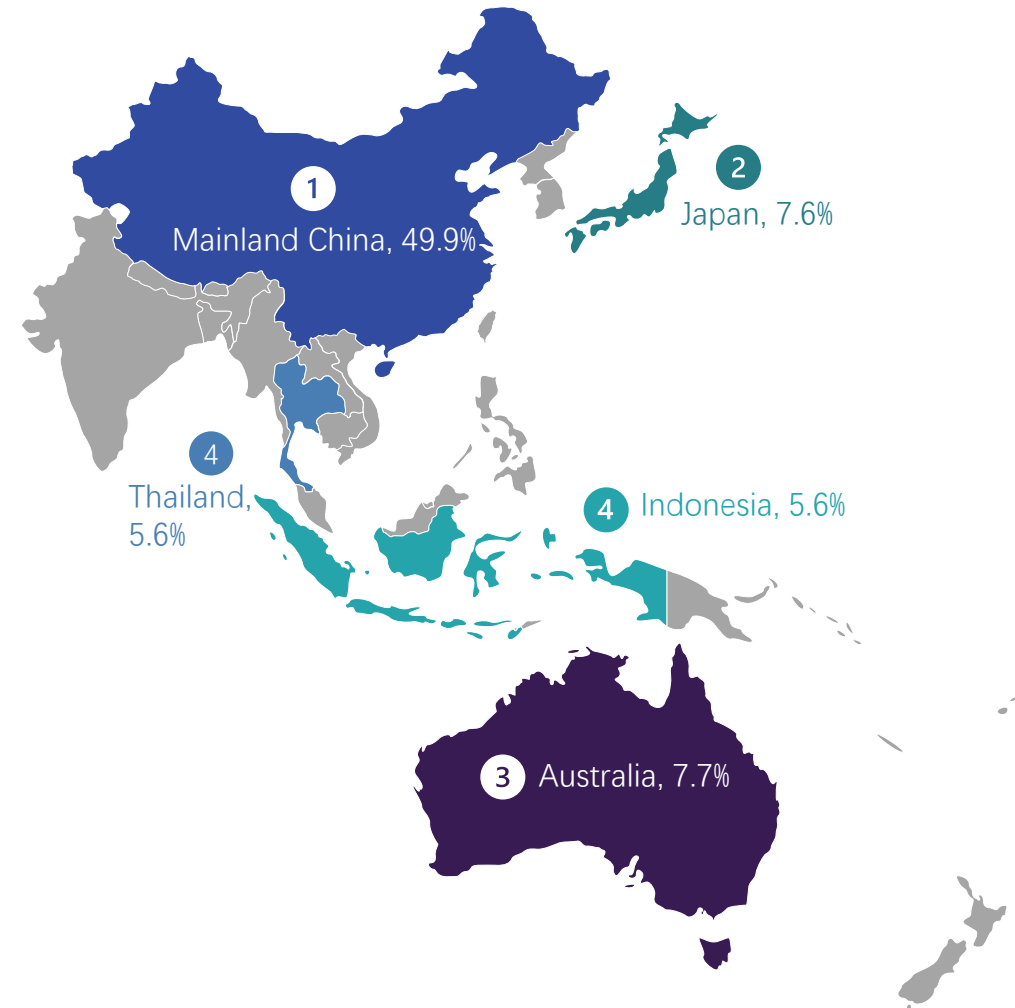 1
Mainland China, 49.9%
2
Japan, 7.6%
4
Thailand,
5.6%
4
Indonesia, 5.6%
3
Australia, 7.7%